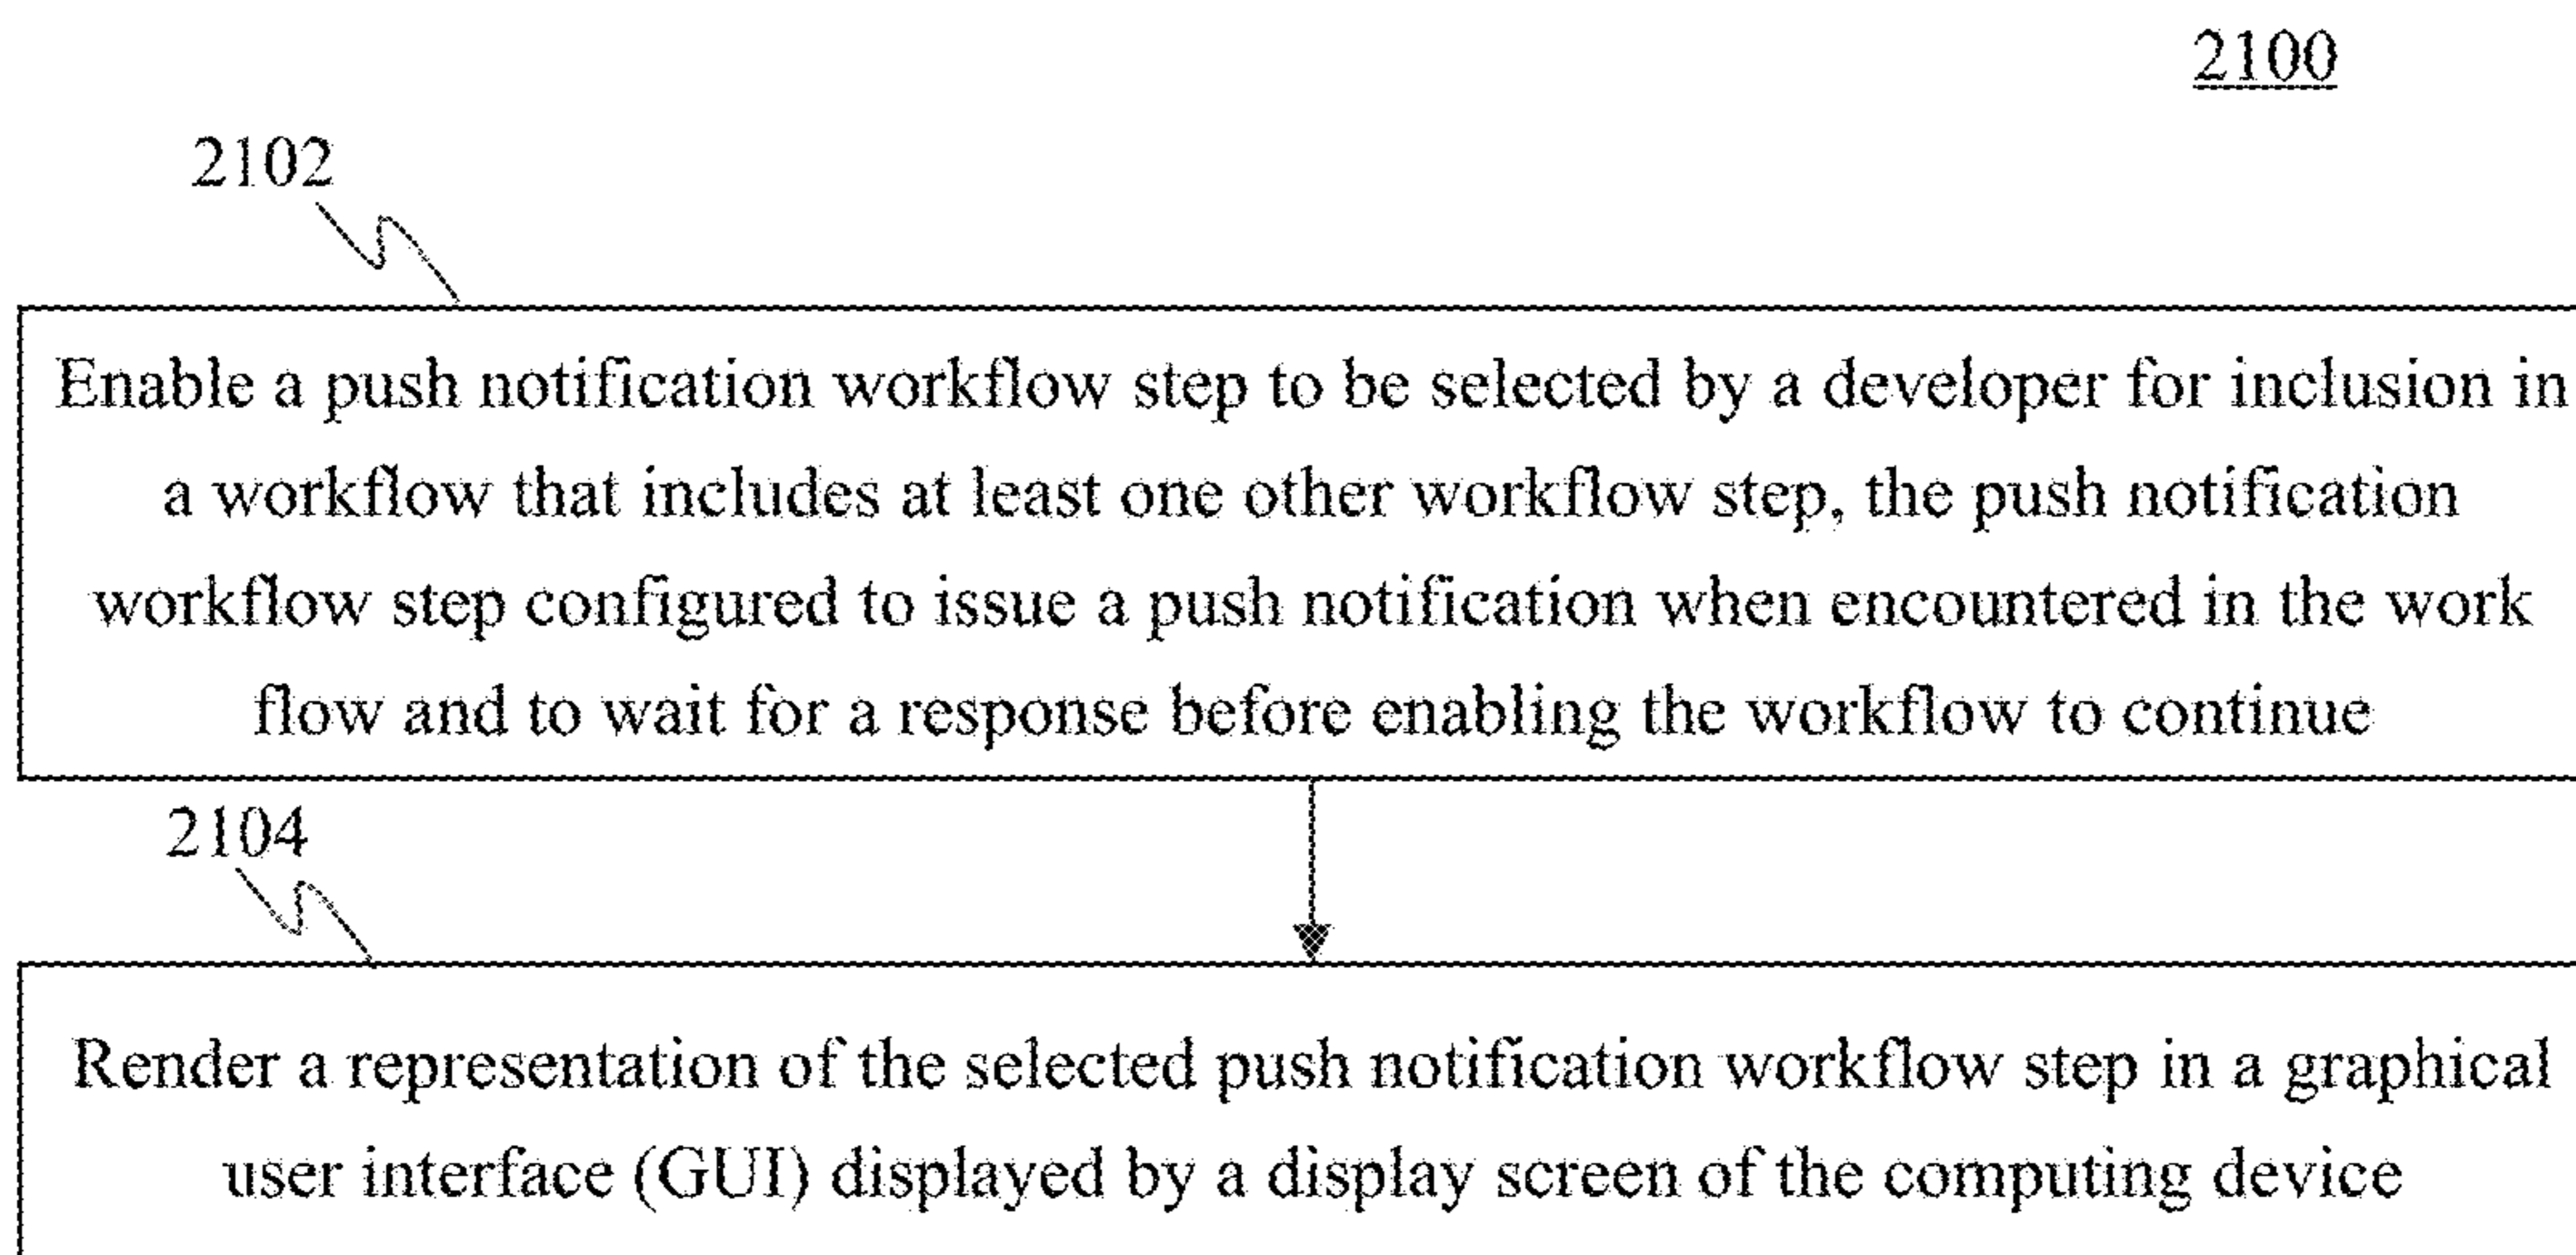 2100
2102
Enable a push notification workflow step to be selected by a developer for inclusion in
a workflow that includes at least one other workflow step, the push notification
workflow step configured to issue a push notification when encountered in the work
flow and to wait for a response before enabling the workflow to continue
2104
Render a representation of the selected push notification workflow step in a graphical
user interface (GUI) displayed by a display screen of the computing device